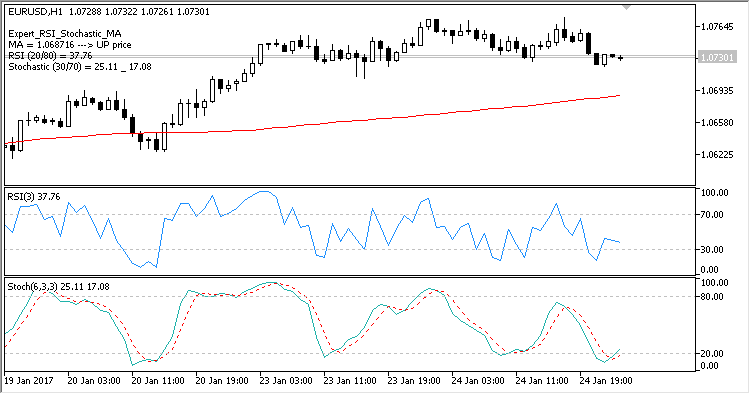 EURUSD,H1 1.07288 1.07322 1.07261 1.07301
Expert_RSI_Stochastic_MA
MA = 1.068716 ---> UP price
RSI (20/80) = 37.76
Stochastic (30/70) = 25.11 _ 17.08
1.07645
1.07301
1.06935
1.06580
1.06225
RSI(3) 37.76
100.00
70.00
30.00
0.00
Stoch(6,3,3) 25.11 17.08
100.00
80.00
20.00
0.00
19 Jan 2017
20 Jan 03:00
20 Jan 11:00
20 Jan 19:00
23 Jan 03:00
23 Jan 11:00
23 Jan 19:00
24 Jan 03:00
24 Jan 11:00
24 Jan 19:00